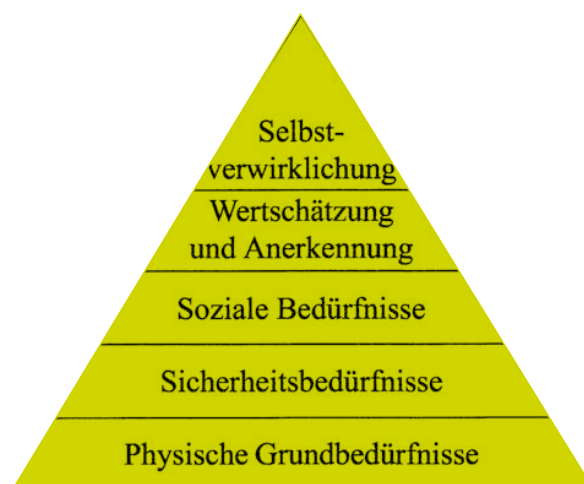 Selbst-
verwirklichung
Wertschätzung
und Anerkennung
Soziale Bedürfnisse
Sicherheitsbedürfnisse
Physische Grundbedürfnisse